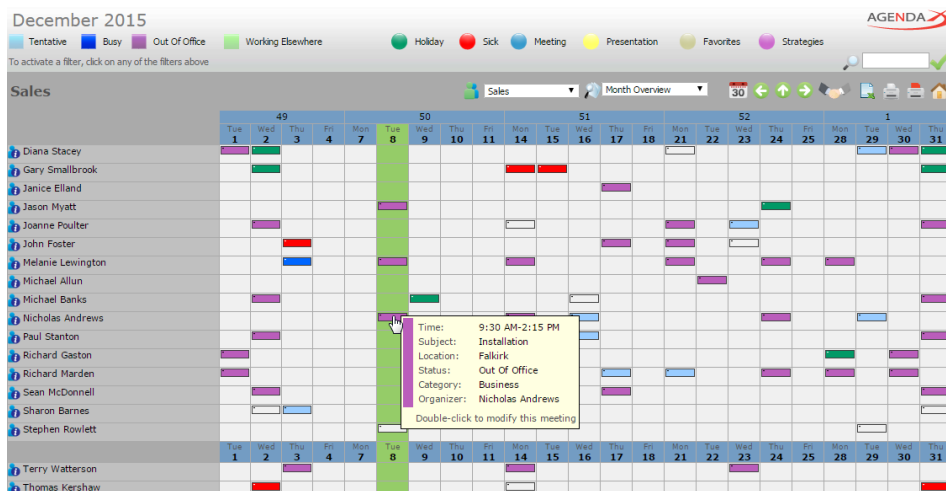 December 2015
AGENDA X
Tentative Busy Out Of Office Working Elsewhere Holiday Sick Meeting Presentation Favorites Strategies
To activate a filter, click on any of the filters above
Sales Sales Month Overview 30
49 50 51 52 1
Tue Wed Thu Fri Mon Tue Wed Thu Fri Mon Tue Wed Thu Fri Mon Tue Wed Thu Fri Mon Tue Wed Thu
1 2 3 4 7 8 9 10 11 14 15 16 17 18 21 22 23 24 25 28 29 30 31
Diana Stacey
Gary Smallbrook
Janice Elland
Jason Myatt
Joanne Poulter
John Foster
Melanie Lewington
Michael Allun
Michael Banks
Nicholas Andrews
Time: 9:30 AM-2:15 PM
Paul Stanton
Subject: Installation
Richard Gaston
Location: Falkirk
Richard Marden
Status: Out Of Office
Category: Business
Sean McDonnell
Organizer: Nicholas Andrews
Sharon Barnes
Double-click to modify this meeting
Stephen Rowlett
Tue Wed Thu Fri Mon Tue Wed Thu Fri Mon Tue Wed Thu Fri Mon Tue Wed Thu Fri Mon Tue Wed Thu
1 2 3 4 7 8 9 10 11 14 15 16 17 18 21 22 23 24 25 28 29 30 31
Terry Watterson
Thomas Kershaw